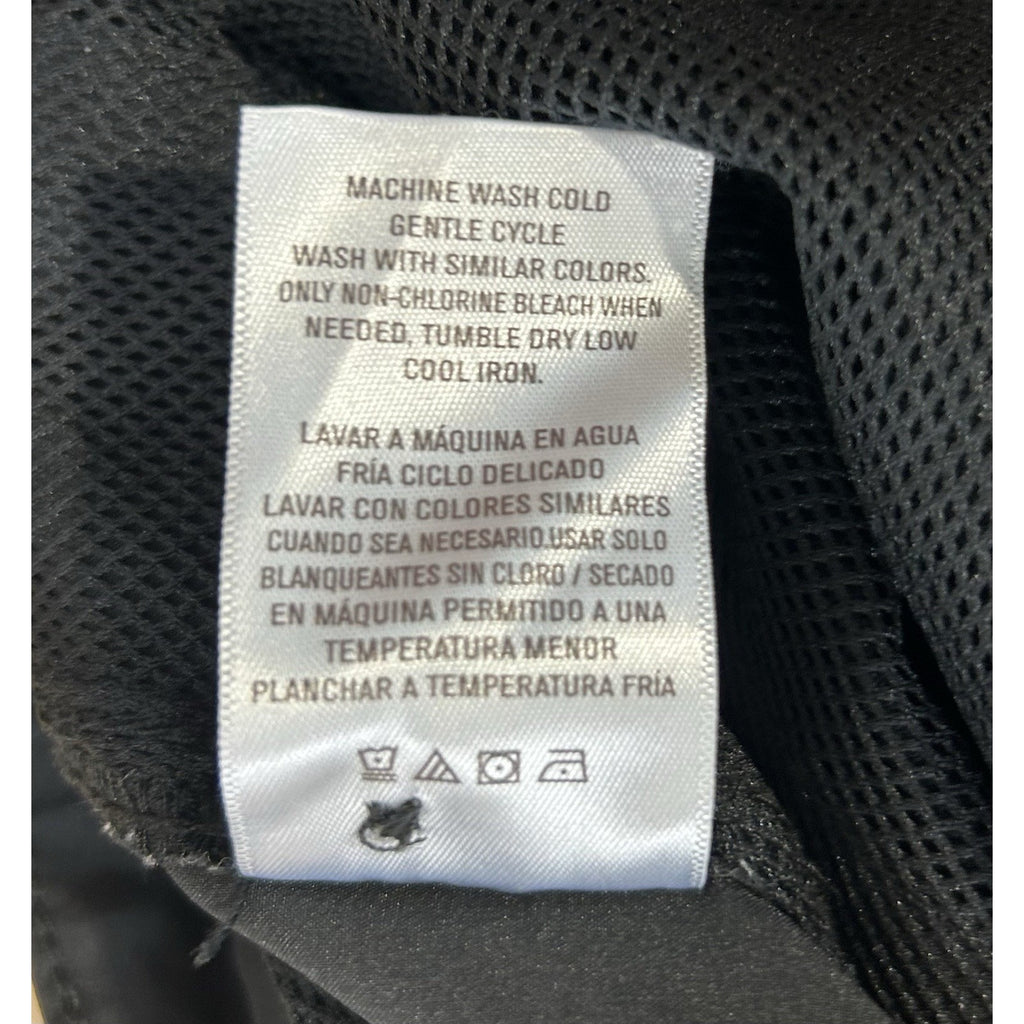 MACHINE WASH COLD
GENTLE CYCLE
WASH WITH SIMILAR COLORS.
ONLY NON-CHLORINE BLEACH WHEN
NEEDED, TUMBLE DRY LOW
COOL IRON.
LAVAR A MÁQUINA EN AGUA
FRÍA CICLO DELICADO
LAVAR CON COLORES SIMILARES
CUANDO SEA NECESARIO USAR SOLO
BLANQUEANTES SIN CLORO / SECADO
EN MÁQUINA PERMITIDO A UNA
TEMPERATURA MENOR
PLANCHAR A TEMPERATURA FRÍA